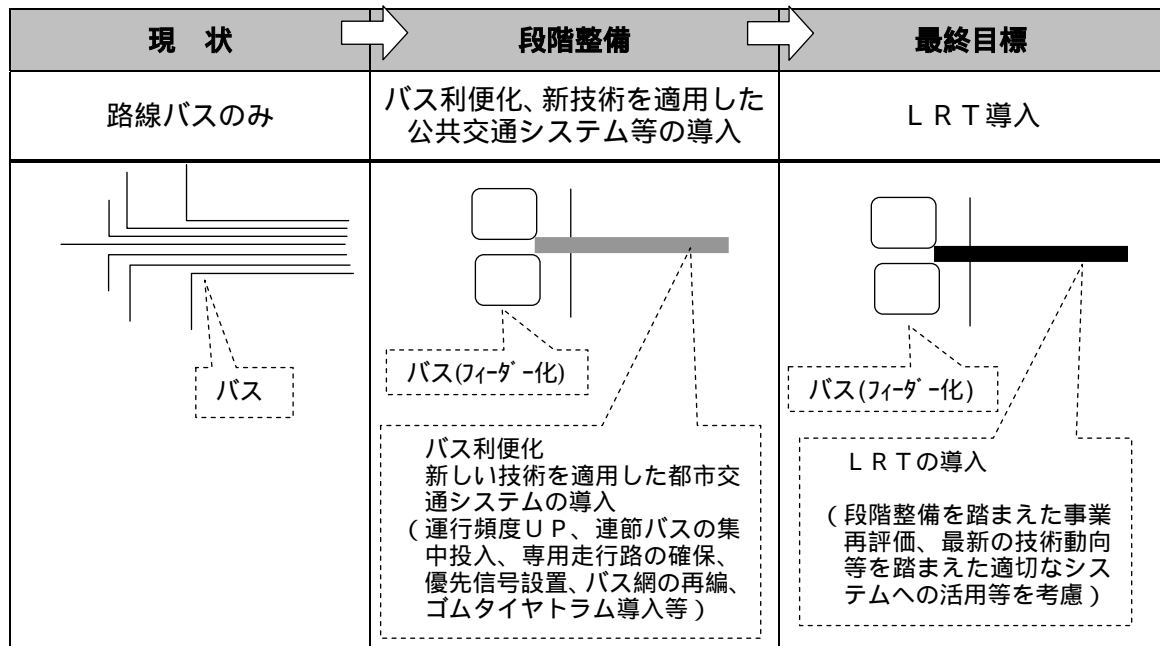 現 状
段階整備
最終目標
路線バスのみ
バス利便化、新技術を適用した
公共交通システム等の導入
LRT導入
バス
バス(フィーダー化)
バス利便化
新しい技術を適用した都市交
通システムの導入
(運行頻度UP、連節バスの集
中投入、専用走行路の確保、
優先信号設置、バス網の再編、
ゴムタイヤトラム導入等)
バス(フィーダー化)
LRTの導入
(段階整備を踏まえた事業
再評価、最新の技術動向
等を踏まえた適切なシス
テムへの活用等を考慮)